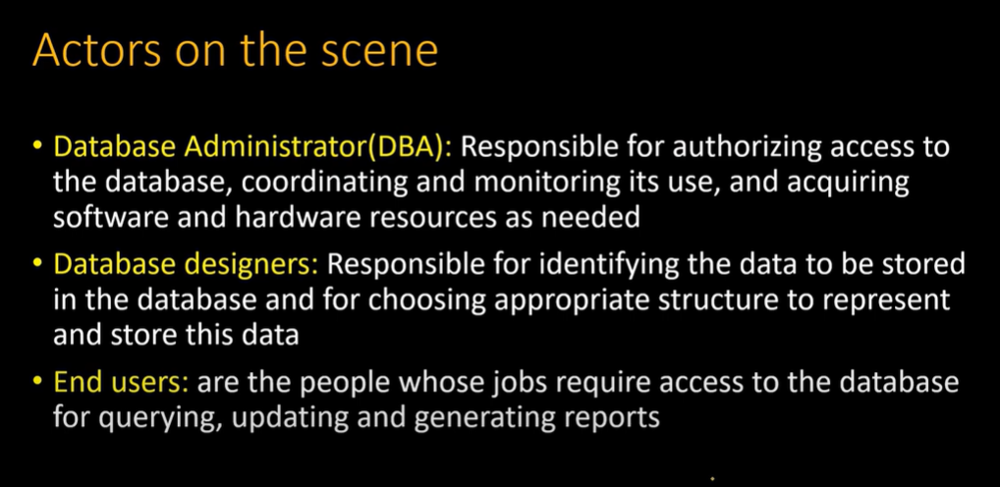 Actors on the scene
• Database Administrator(DBA): Responsible for authorizing access to
the database, coordinating and monitoring its use, and acquiring
software and hardware resources as needed
• Database designers: Responsible for identifying the data to be stored
in the database and for choosing appropriate structure to represent
and store this data
• End users: are the people whose jobs require access to the database
for querying, updating and generating reports